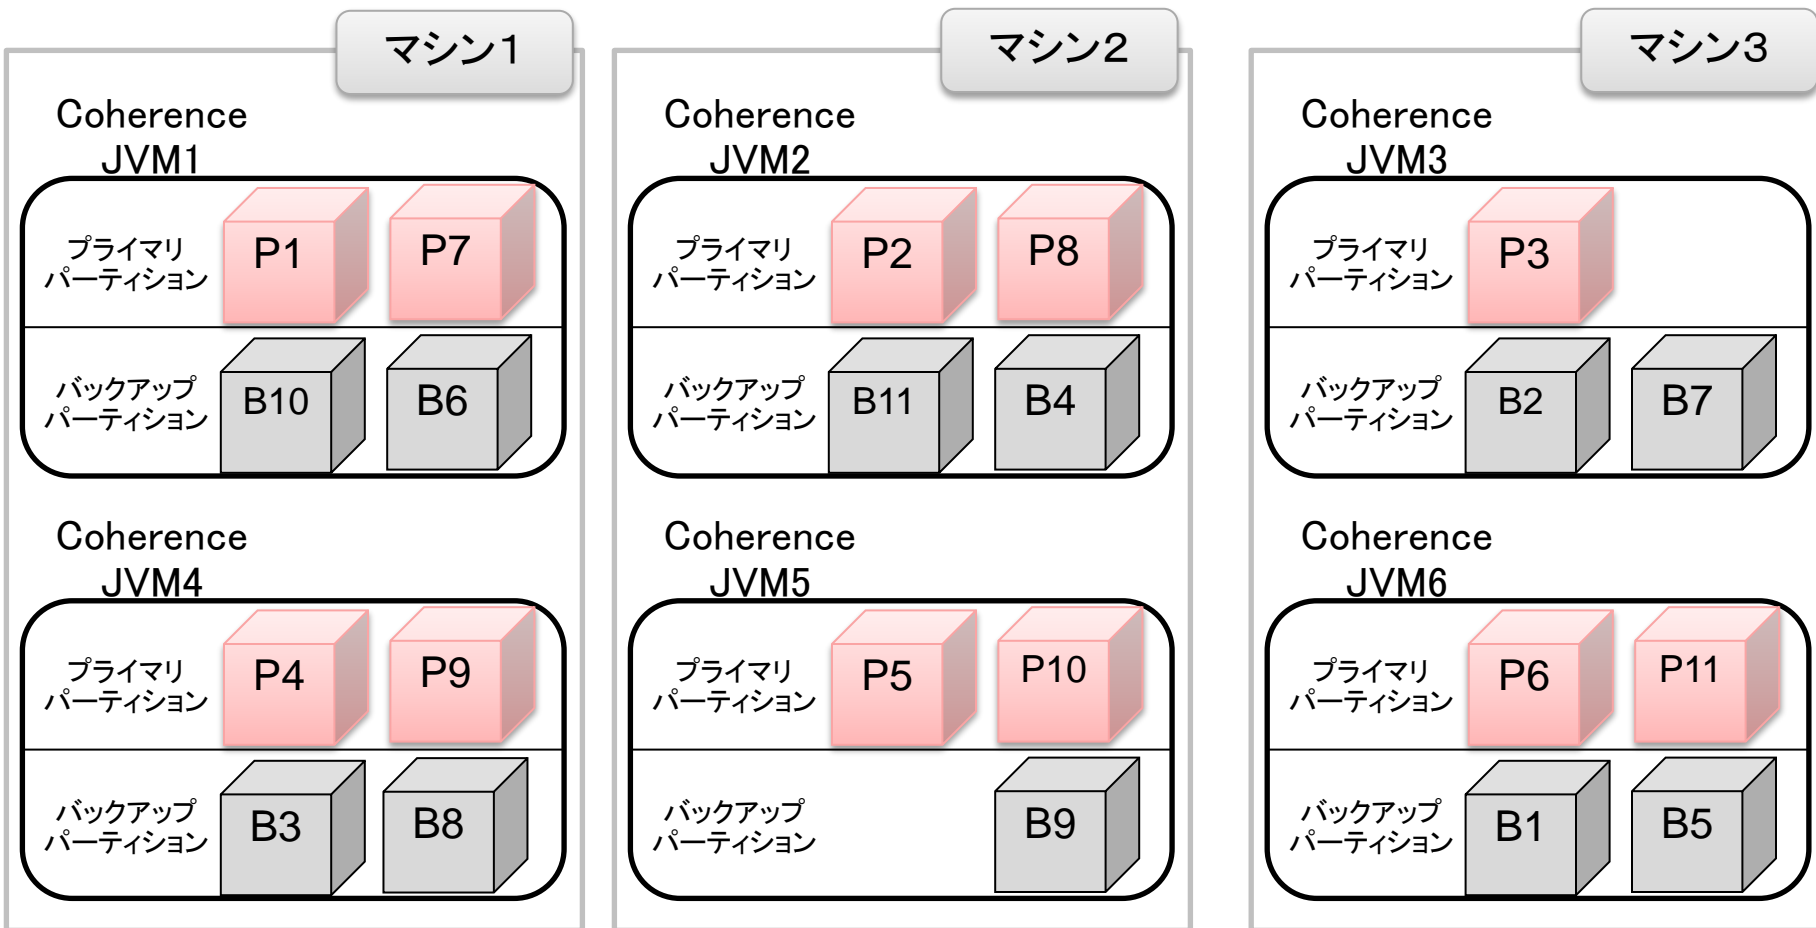 マシン1
Coherence
JVM1
プライマリ
パーティション
P1
P7
バックアップ
パーティション
B10
B6
Coherence
JVM4
プライマリ
パーティション
P4
P9
バックアップ
パーティション
B3
B8
マシン2
Coherence
JVM2
プライマリ
パーティション
P2
P8
バックアップ
パーティション
B11
B4
Coherence
JVM5
プライマリ
パーティション
P5
P10
バックアップ
パーティション
B9
マシン3
Coherence
JVM3
プライマリ
パーティション
P3
バックアップ
パーティション
B2
B7
Coherence
JVM6
プライマリ
パーティション
P6
P11
バックアップ
パーティション
B1
B5